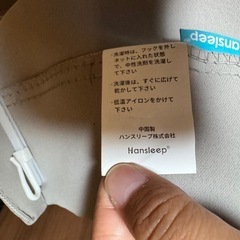 ansleep®
・洗濯時は、フックを外し
ネットに入れた状態
で、中性洗剤を洗濯し
て下さい
・洗濯後は、すぐに広げて
乾かして下さい
・低温アイロンをかけて
下さい
中国製
ハンスリープ株式会社
Hansleep®